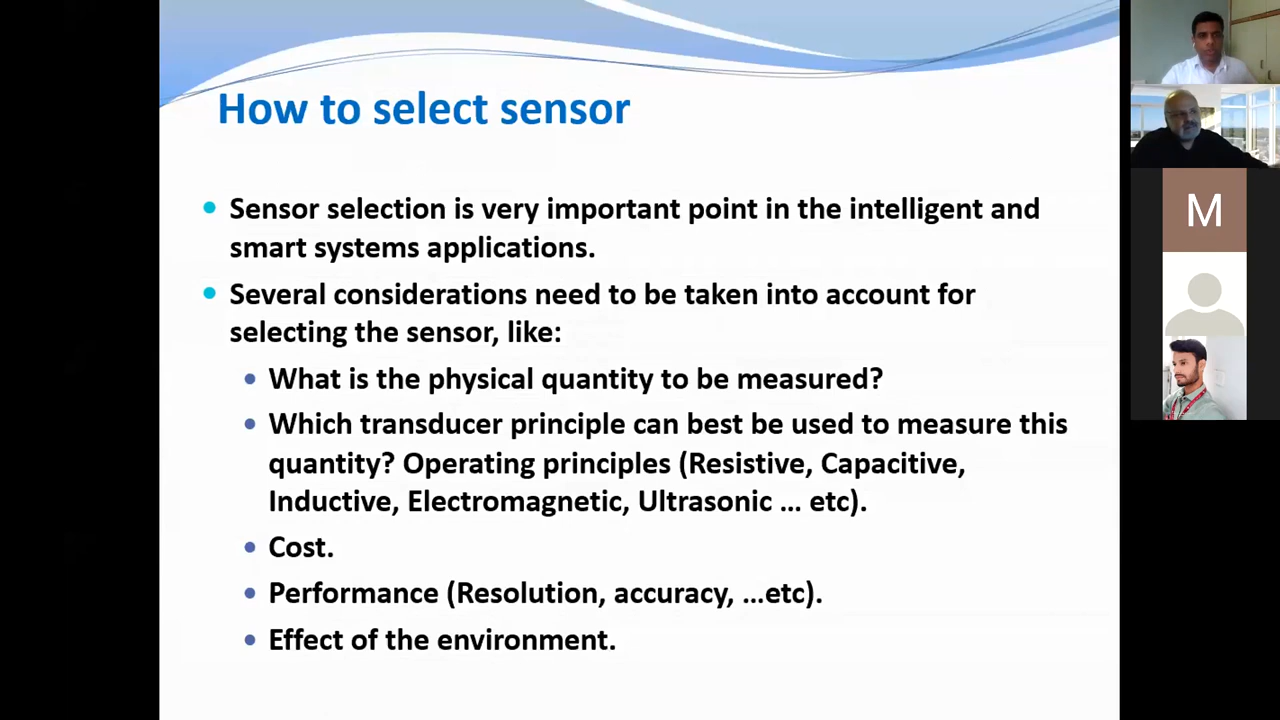 How to select sensor
• Sensor selection is very important point in the intelligent and
smart systems applications.
• Several considerations need to be taken into account for
selecting the sensor, like:
• What is the physical quantity to be measured?
• Which transducer principle can best be used to measure this
quantity? Operating principles (Resistive, Capacitive,
Inductive, Electromagnetic, Ultrasonic ... etc).
• Cost.
• Performance (Resolution, accuracy, ...etc).
• Effect of the environment.
M